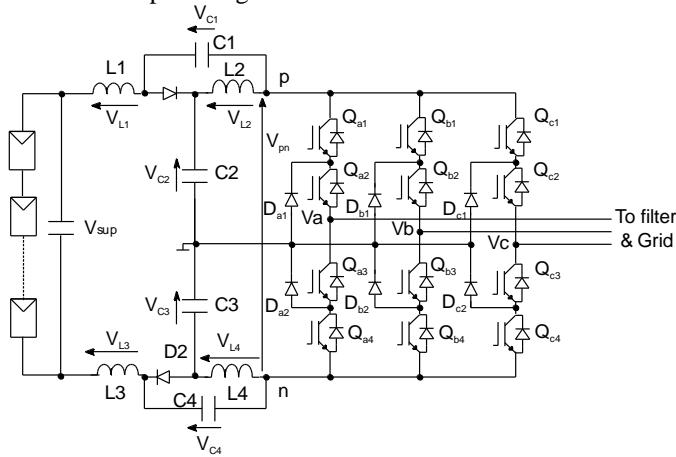 V_C1
C1
L1
L2
p
V_L1
V_L2
Q_a1
Q_b1
Q_c1
V_pn
Q_a2
Q_b2
Q_c2
V_C2
C2
D_a1
D_b1
D_c1
V_sup
Va
Vb
Vc
To filter
& Grid
V_C3
C3
Q_a3
Q_b3
Q_c3
D_a2
D_b2
D_c2
V_L3
D2
V_L4
Q_a4
Q_b4
Q_c4
L3
C4
L4
n
V_C4